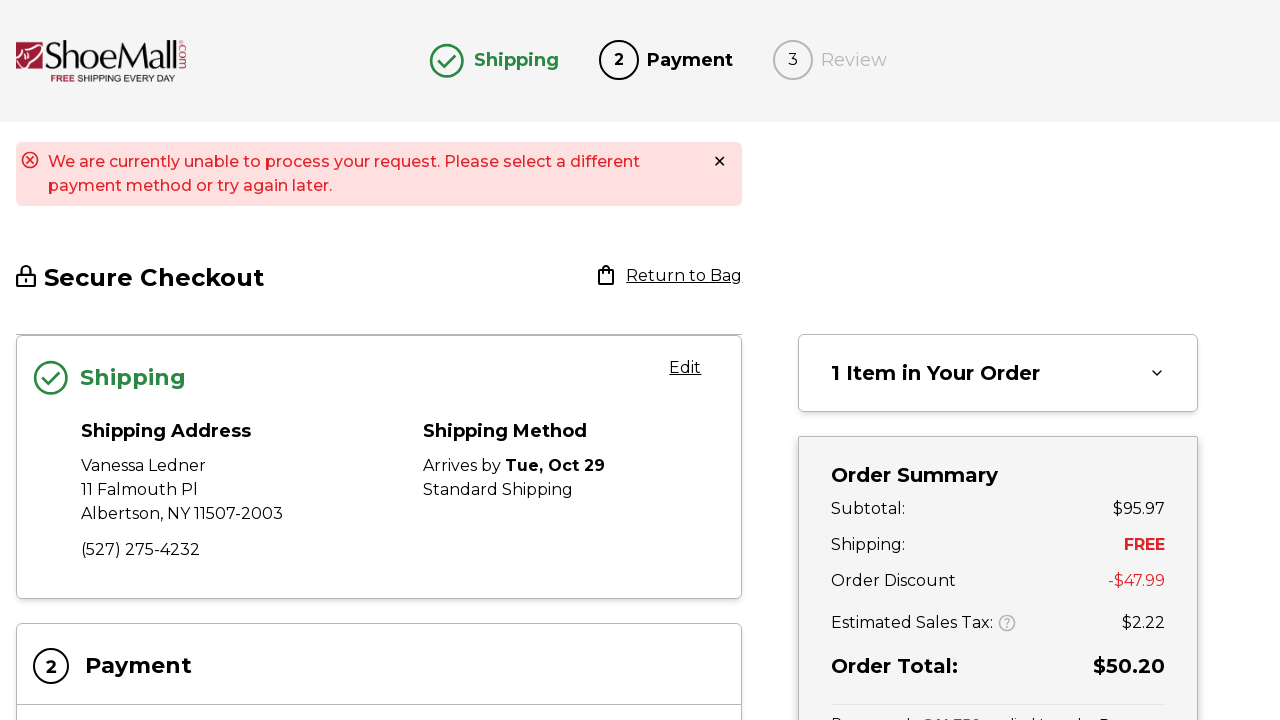 ShoeMall.com
FREE SHIPPING EVERY DAY
Shipping
2 Payment
3 Review
We are currently unable to process your request. Please select a different
payment method or try again later.
Secure Checkout
Return to Bag
Shipping
Edit
Shipping Address
Vanessa Ledner
11 Falmouth Pl
Albertson, NY 11507-2003
(527) 275-4232
Shipping Method
Arrives by Tue, Oct 29
Standard Shipping
2 Payment
1 Item in Your Order
Order Summary
Subtotal: $95.97
Shipping: FREE
Order Discount -$47.99
Estimated Sales Tax: $2.22
Order Total: $50.20